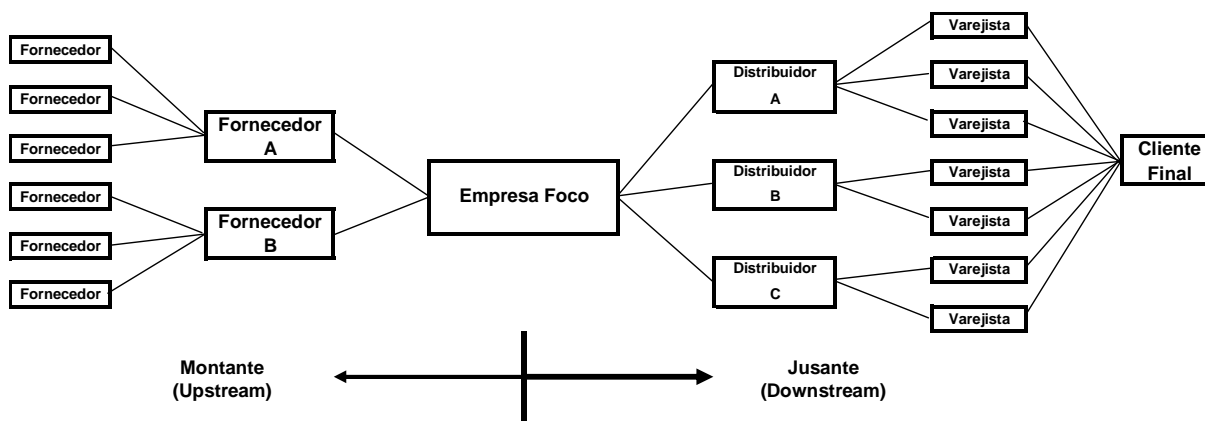 Fornecedor
Fornecedor
Fornecedor
Fornecedor
Fornecedor
Fornecedor
Fornecedor
A
Fornecedor
B
Empresa Foco
Distribuidor
A
Distribuidor
B
Distribuidor
C
Varejista
Varejista
Varejista
Varejista
Varejista
Varejista
Varejista
Cliente
Final
Montante
(Upstream)
Jusante
(Downstream)